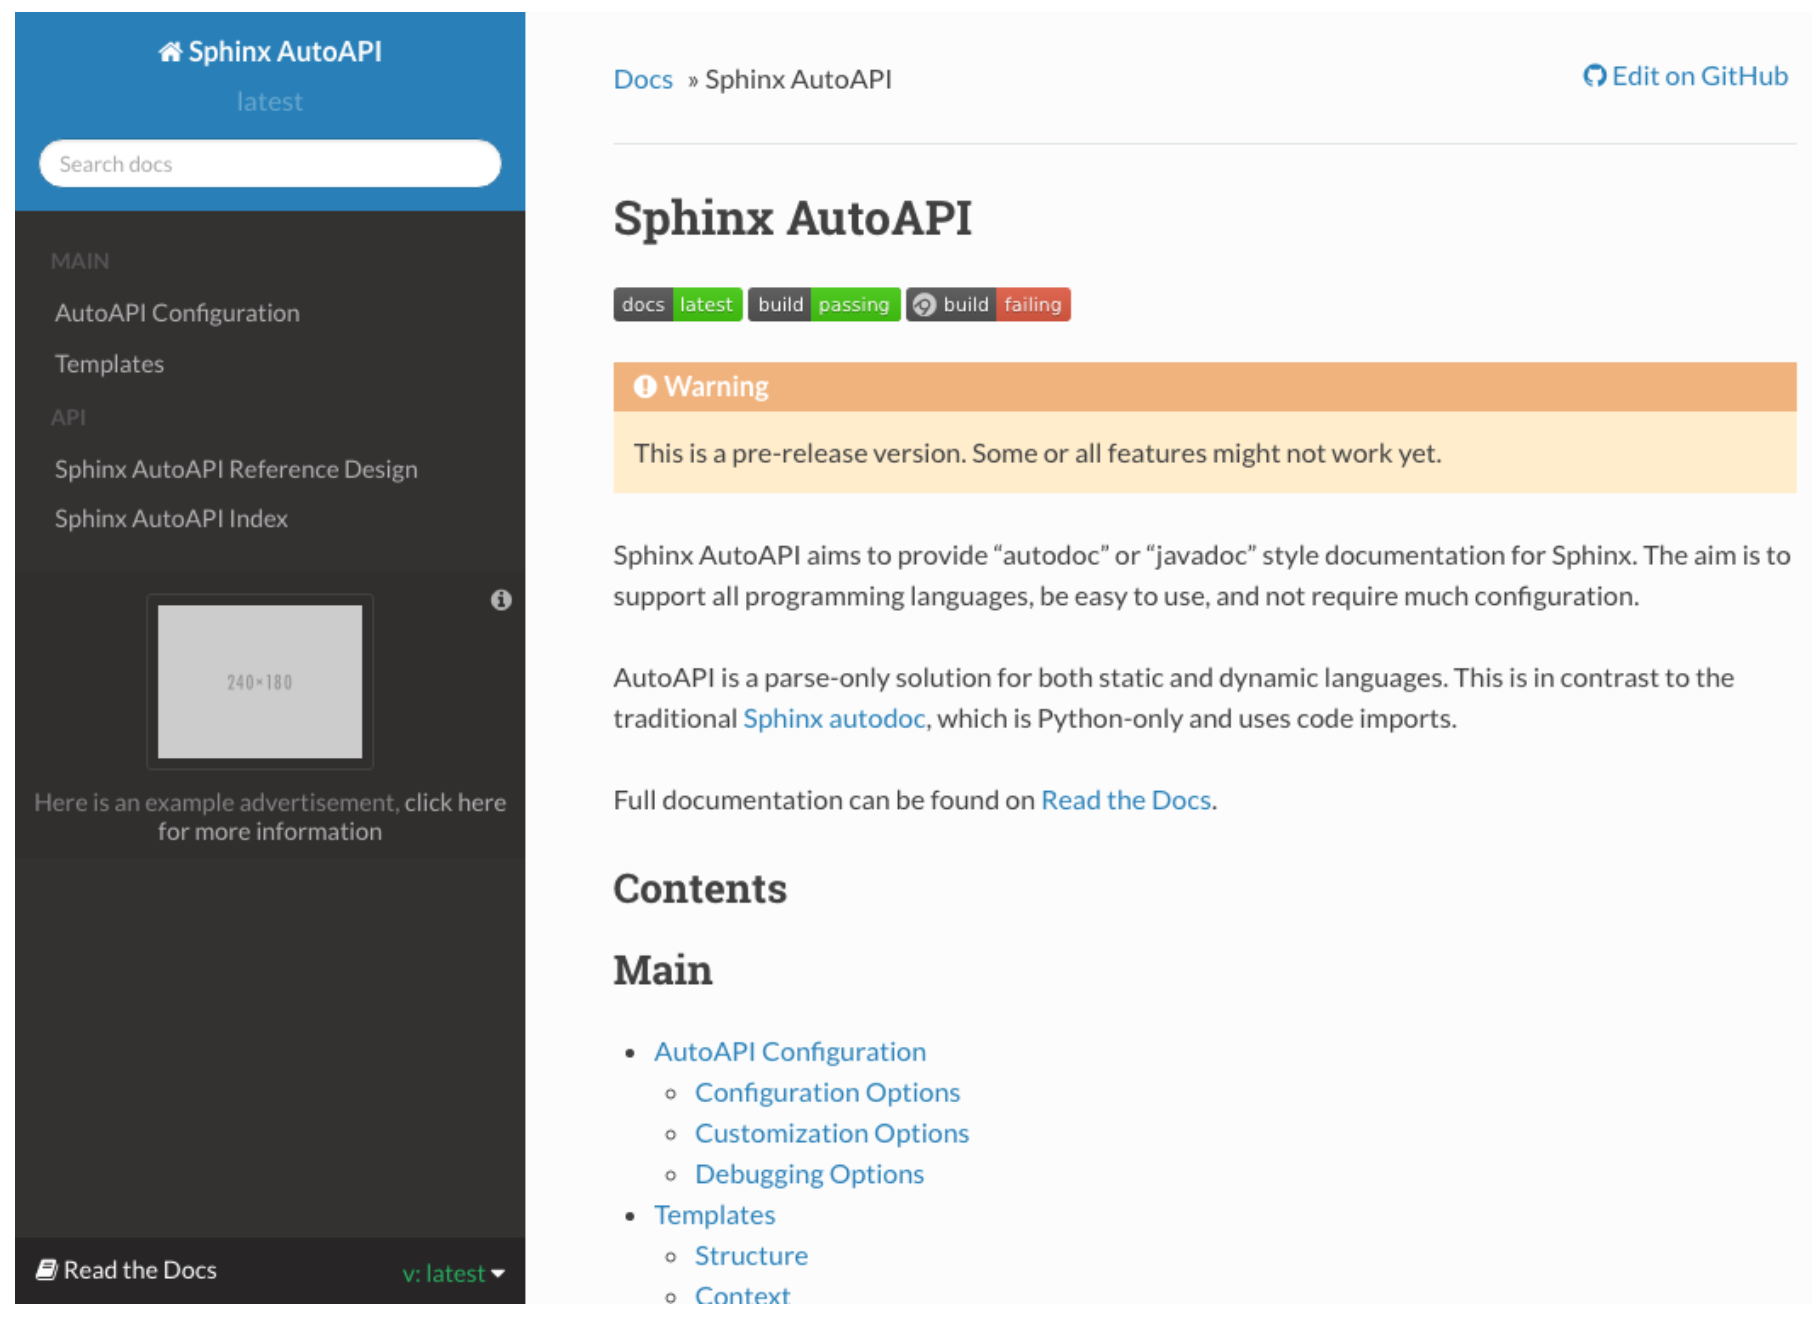 Sphinx AutoAPI
latest
Search docs
MAIN
AutoAPI Configuration
Templates
API
Sphinx AutoAPI Reference Design
Sphinx AutoAPI Index
240×180
Here is an example advertisement, click here
for more information
Read the Docs
v: latest
Docs » Sphinx AutoAPI
Edit on GitHub
Sphinx AutoAPI
docs latest build passing build failing
Warning
This is a pre-release version. Some or all features might not work yet.
Sphinx AutoAPI aims to provide “autodoc” or “javadoc” style documentation for Sphinx. The aim is to
support all programming languages, be easy to use, and not require much configuration.
AutoAPI is a parse-only solution for both static and dynamic languages. This is in contrast to the
traditional Sphinx autodoc, which is Python-only and uses code imports.
Full documentation can be found on Read the Docs.
Contents
Main
• AutoAPI Configuration
◦ Configuration Options
◦ Customization Options
◦ Debugging Options
• Templates
◦ Structure
◦ Context